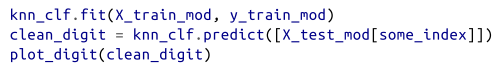 knn_clf.fit(X_train_mod, y_train_mod)
clean_digit = knn_clf.predict([X_test_mod[some_index]])
plot_digit(clean_digit)